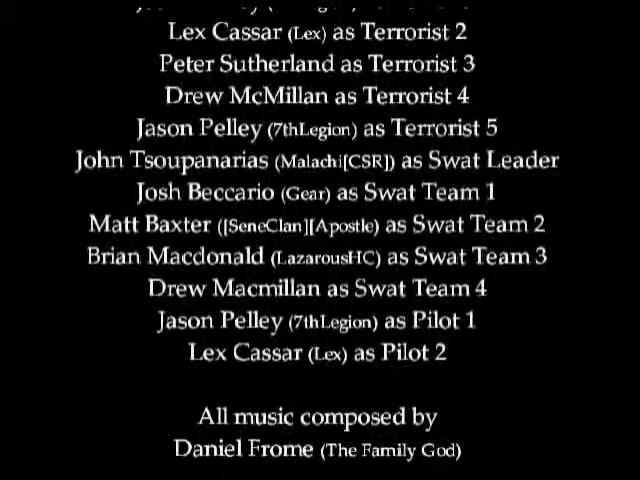 Lex Cassar (Lex) as Terrorist 2
Peter Sutherland as Terrorist 3
Drew McMillan as Terrorist 4
Jason Pelley (7thLegion) as Terrorist 5
John Tsoupanarias (Malachi[CSR]) as Swat Leader
Josh Beccario (Gear) as Swat Team 1
Matt Baxter ([SeneClan][Apostle) as Swat Team 2
Brian Macdonald (LazarousHC) as Swat Team 3
Drew Macmillan as Swat Team 4
Jason Pelley (7thLegion) as Pilot 1
Lex Cassar (Lex) as Pilot 2
All music composed by
Daniel Frome (The Family God)